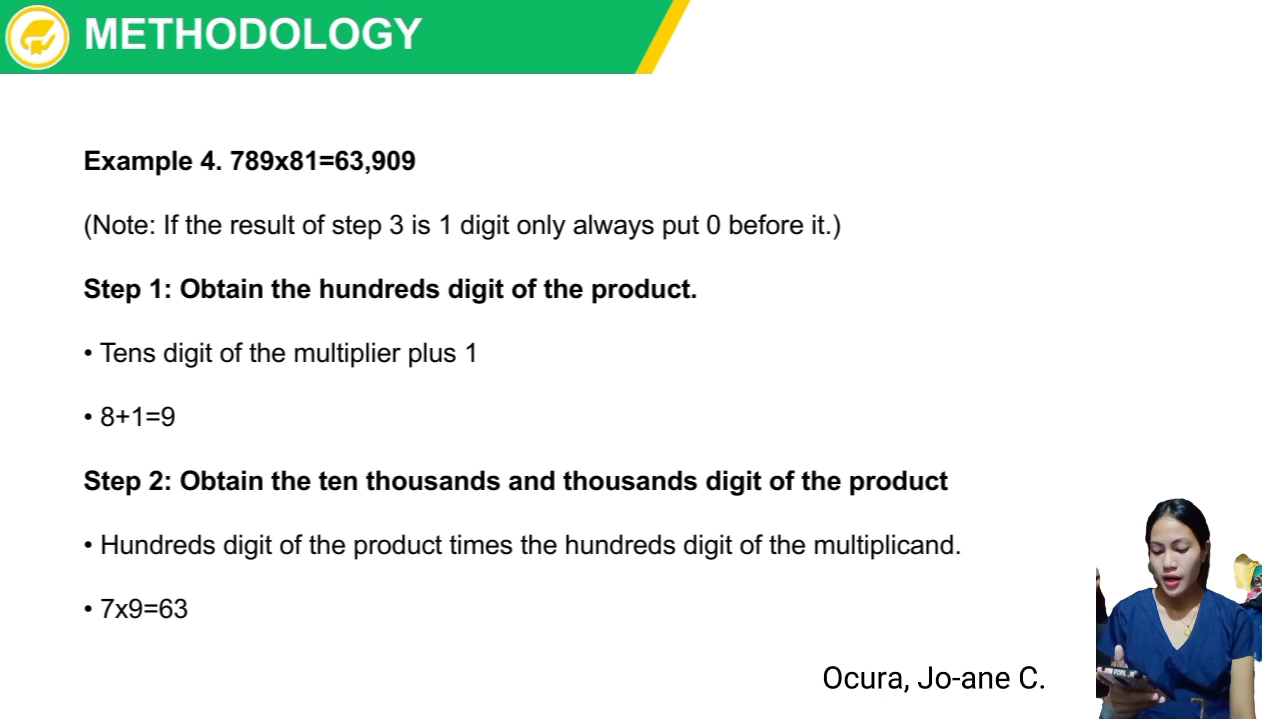 METHODOLOGY
Example 4. 789x81=63,909
(Note: If the result of step 3 is 1 digit only always put 0 before it.)
Step 1: Obtain the hundreds digit of the product.
• Tens digit of the multiplier plus 1
• 8+1=9
Step 2: Obtain the ten thousands and thousands digit of the product
• Hundreds digit of the product times the hundreds digit of the multiplicand.
• 7x9=63
Ocura, Jo-ane C.